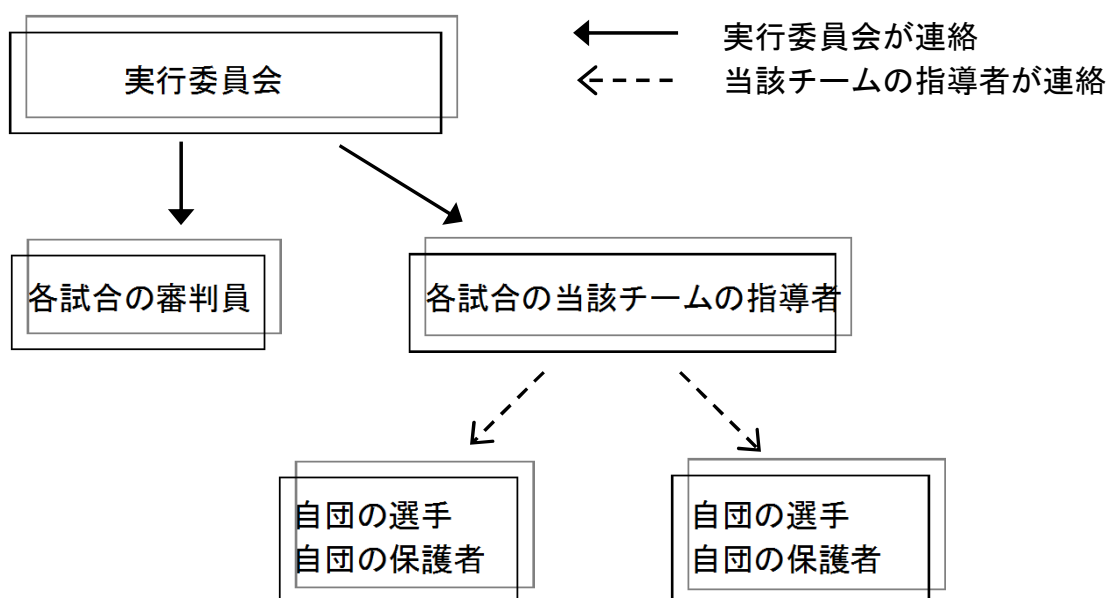 実行委員会が連絡
当該チームの指導者が連絡
実行委員会
各試合の審判員
各試合の当該チームの指導者
自団の選手
自団の保護者
自団の選手
自団の保護者